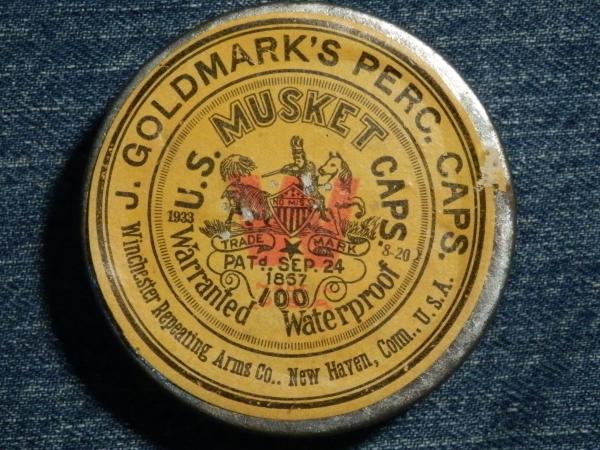 J. GOLDMARK'S PERC. CAPS.
U.S. MUSKET CAPS.
NO MIS
TRADE MARK
PATd. SEP. 24
1857
100
1933
8-20
Warranted Waterproof
Winchester Repeating Arms Co.. New Haven, Conn.. U.S.A.